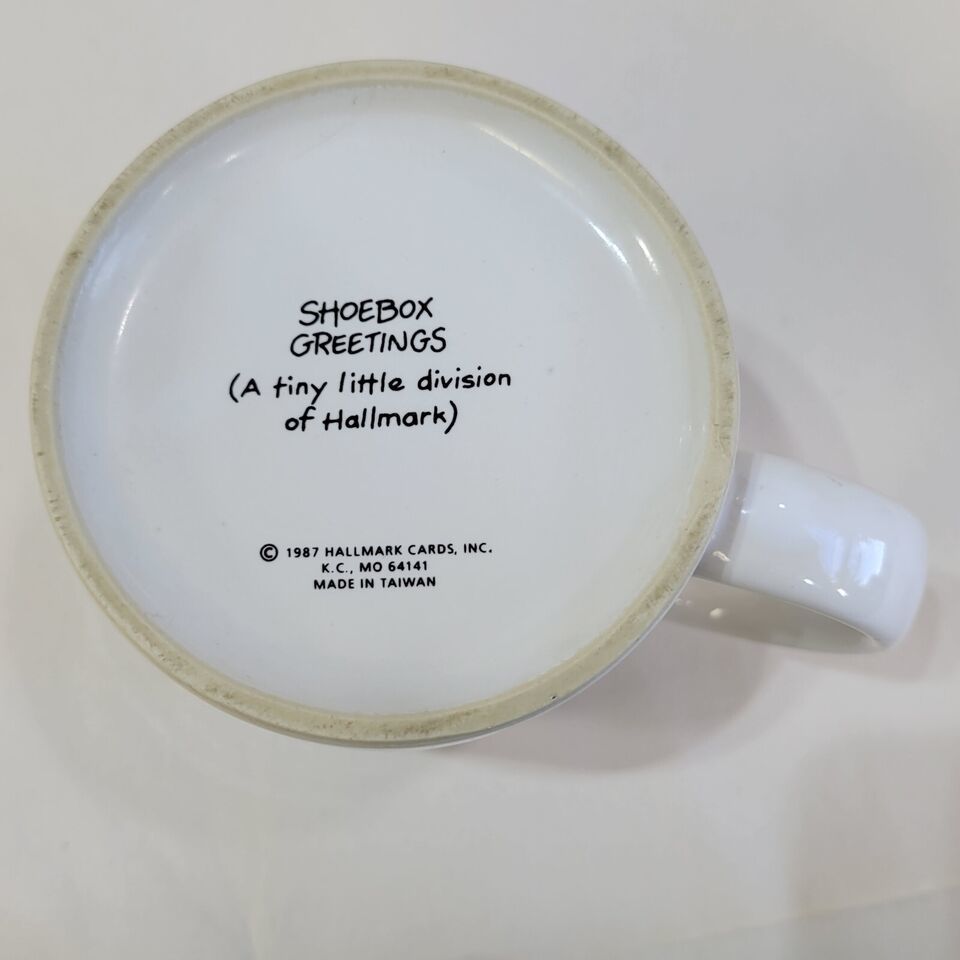 SHOEBOX
GREETINGS
(A tiny little division
of Hallmark)
© 1987 HALLMARK CARDS, INC.
K.C., MO 64141
MADE IN TAIWAN